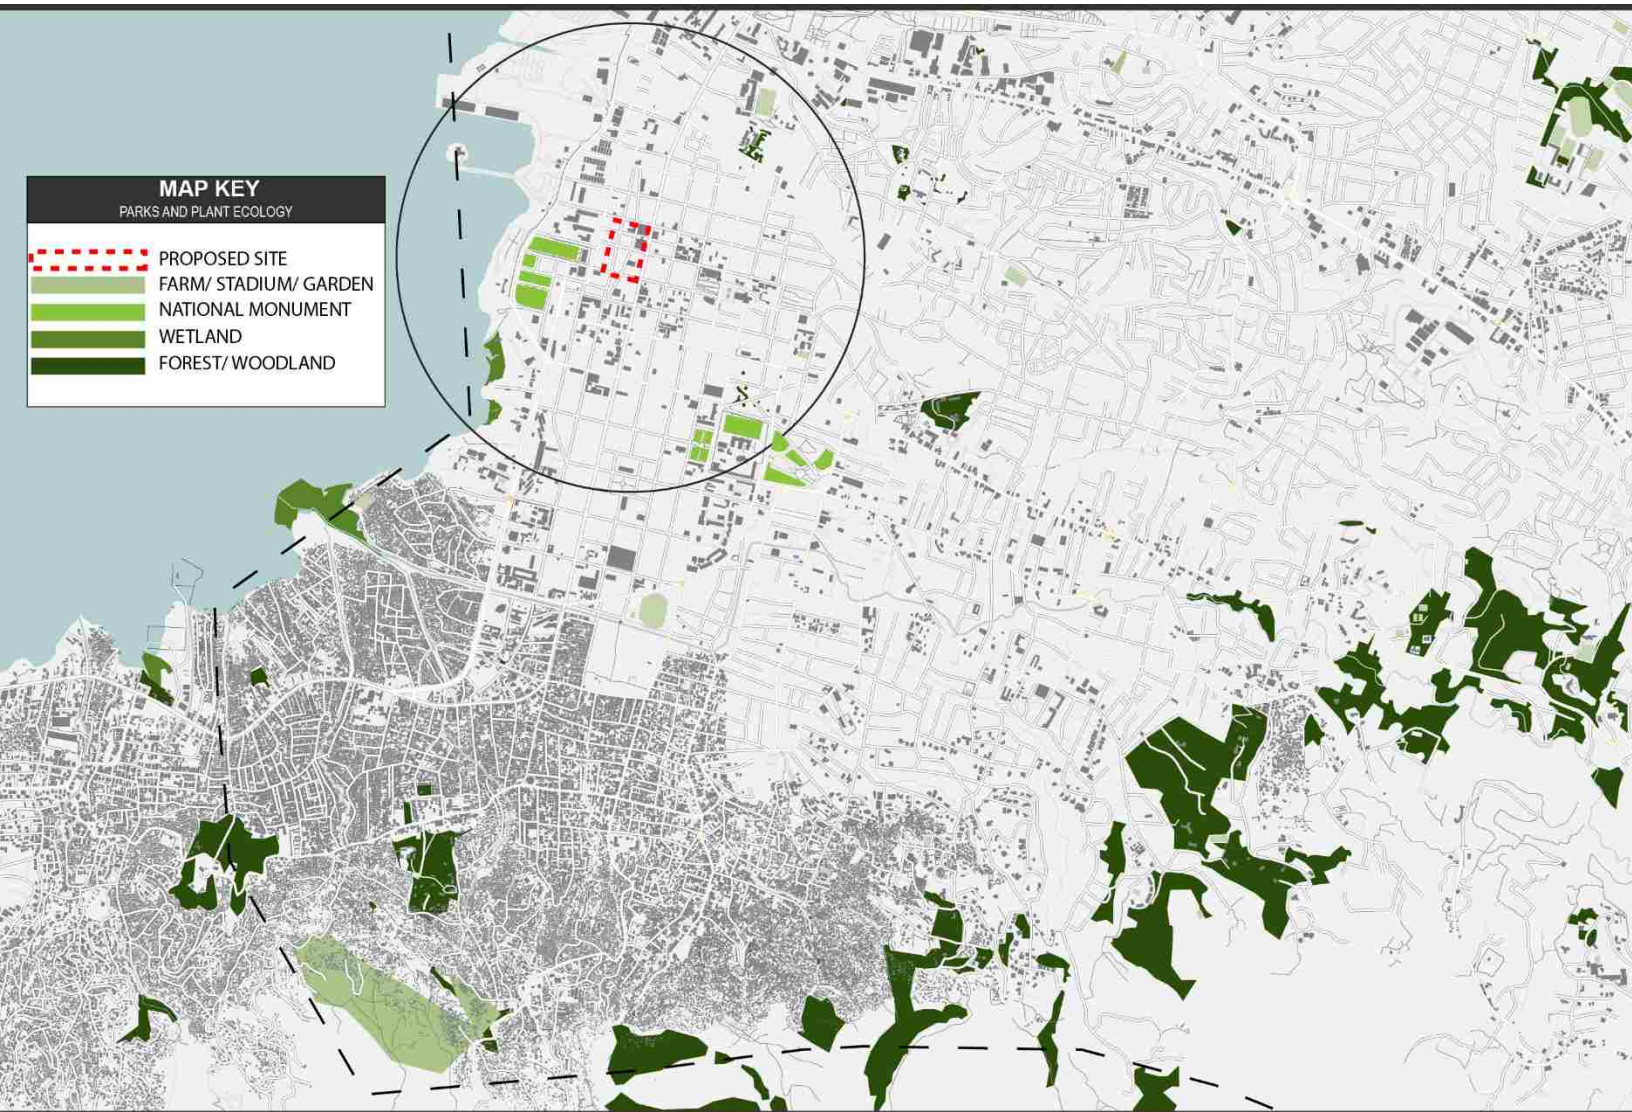 MAP KEY
PARKS AND PLANT ECOLOGY
PROPOSED SITE
FARM/ STADIUM/ GARDEN
NATIONAL MONUMENT
WETLAND
FOREST/ WOODLAND